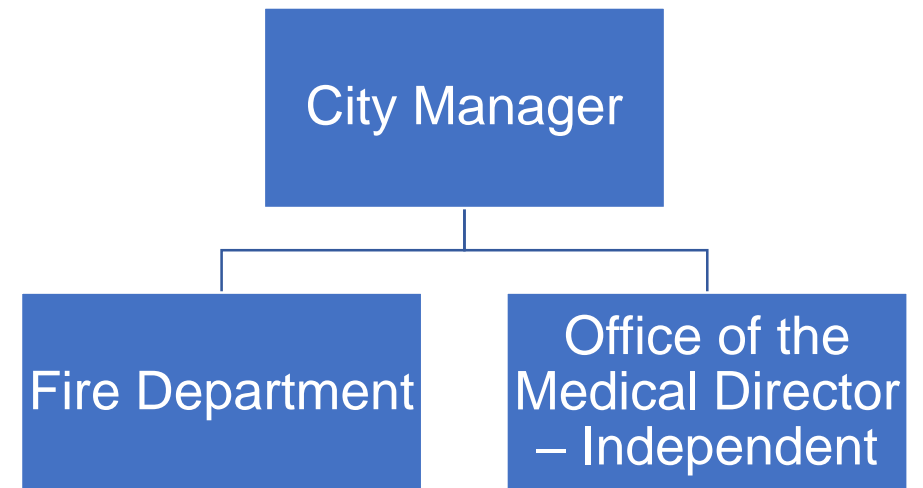 City Manager
Fire Department
Office of the
Medical Director
– Independent